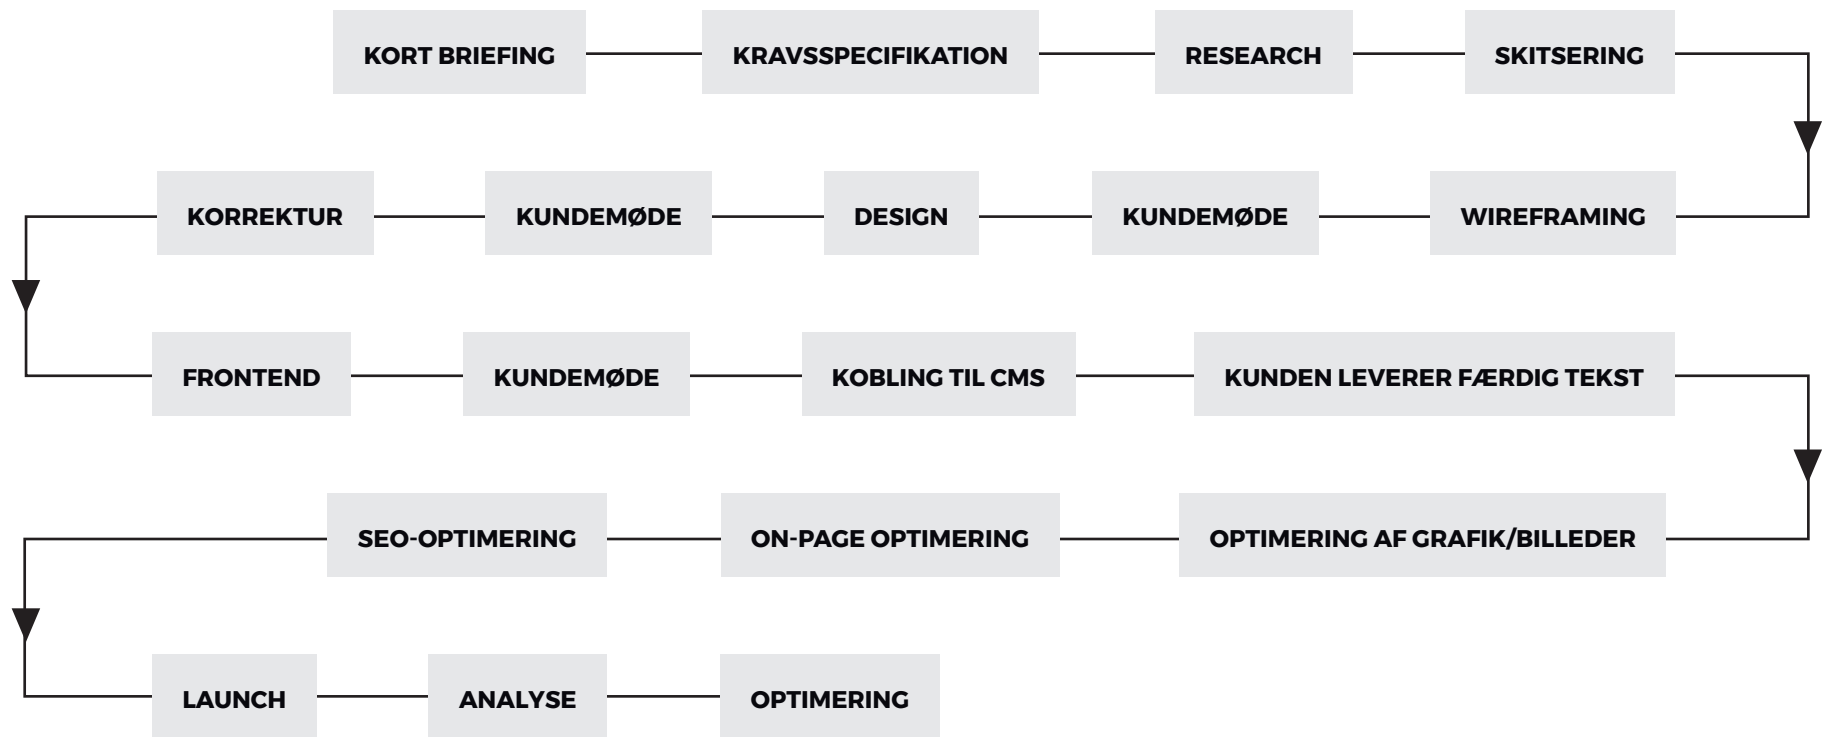 KORT BRIEFING
KRAVSSPECIFIKATION
RESEARCH
SKITSERING
WIREFRAMING
KUNDEMØDE
DESIGN
KUNDEMØDE
KORREKTUR
FRONTEND
KUNDEMØDE
KOBLING TIL CMS
KUNDEN LEVERER FÆRDIG TEKST
OPTIMERING AF GRAFIK/BILLEDER
ON-PAGE OPTIMERING
SEO-OPTIMERING
LAUNCH
ANALYSE
OPTIMERING